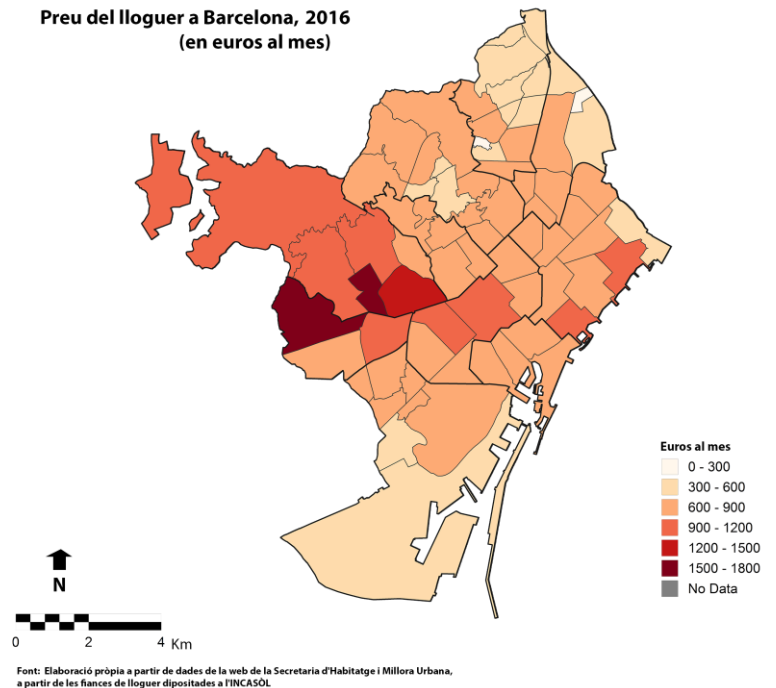 Preu del lloguer a Barcelona, 2016
(en euros al mes)
Euros al mes
0 - 300
300 - 600
600 - 900
900 - 1200
1200 - 1500
1500 - 1800
No Data
N
0 2 4 Km
Font: Elaboració pròpia a partir de dades de la web de la Secretaria d'Habitatge i Millora Urbana,
a partir de les fiances de lloguer dipositades a l'INCASÒL